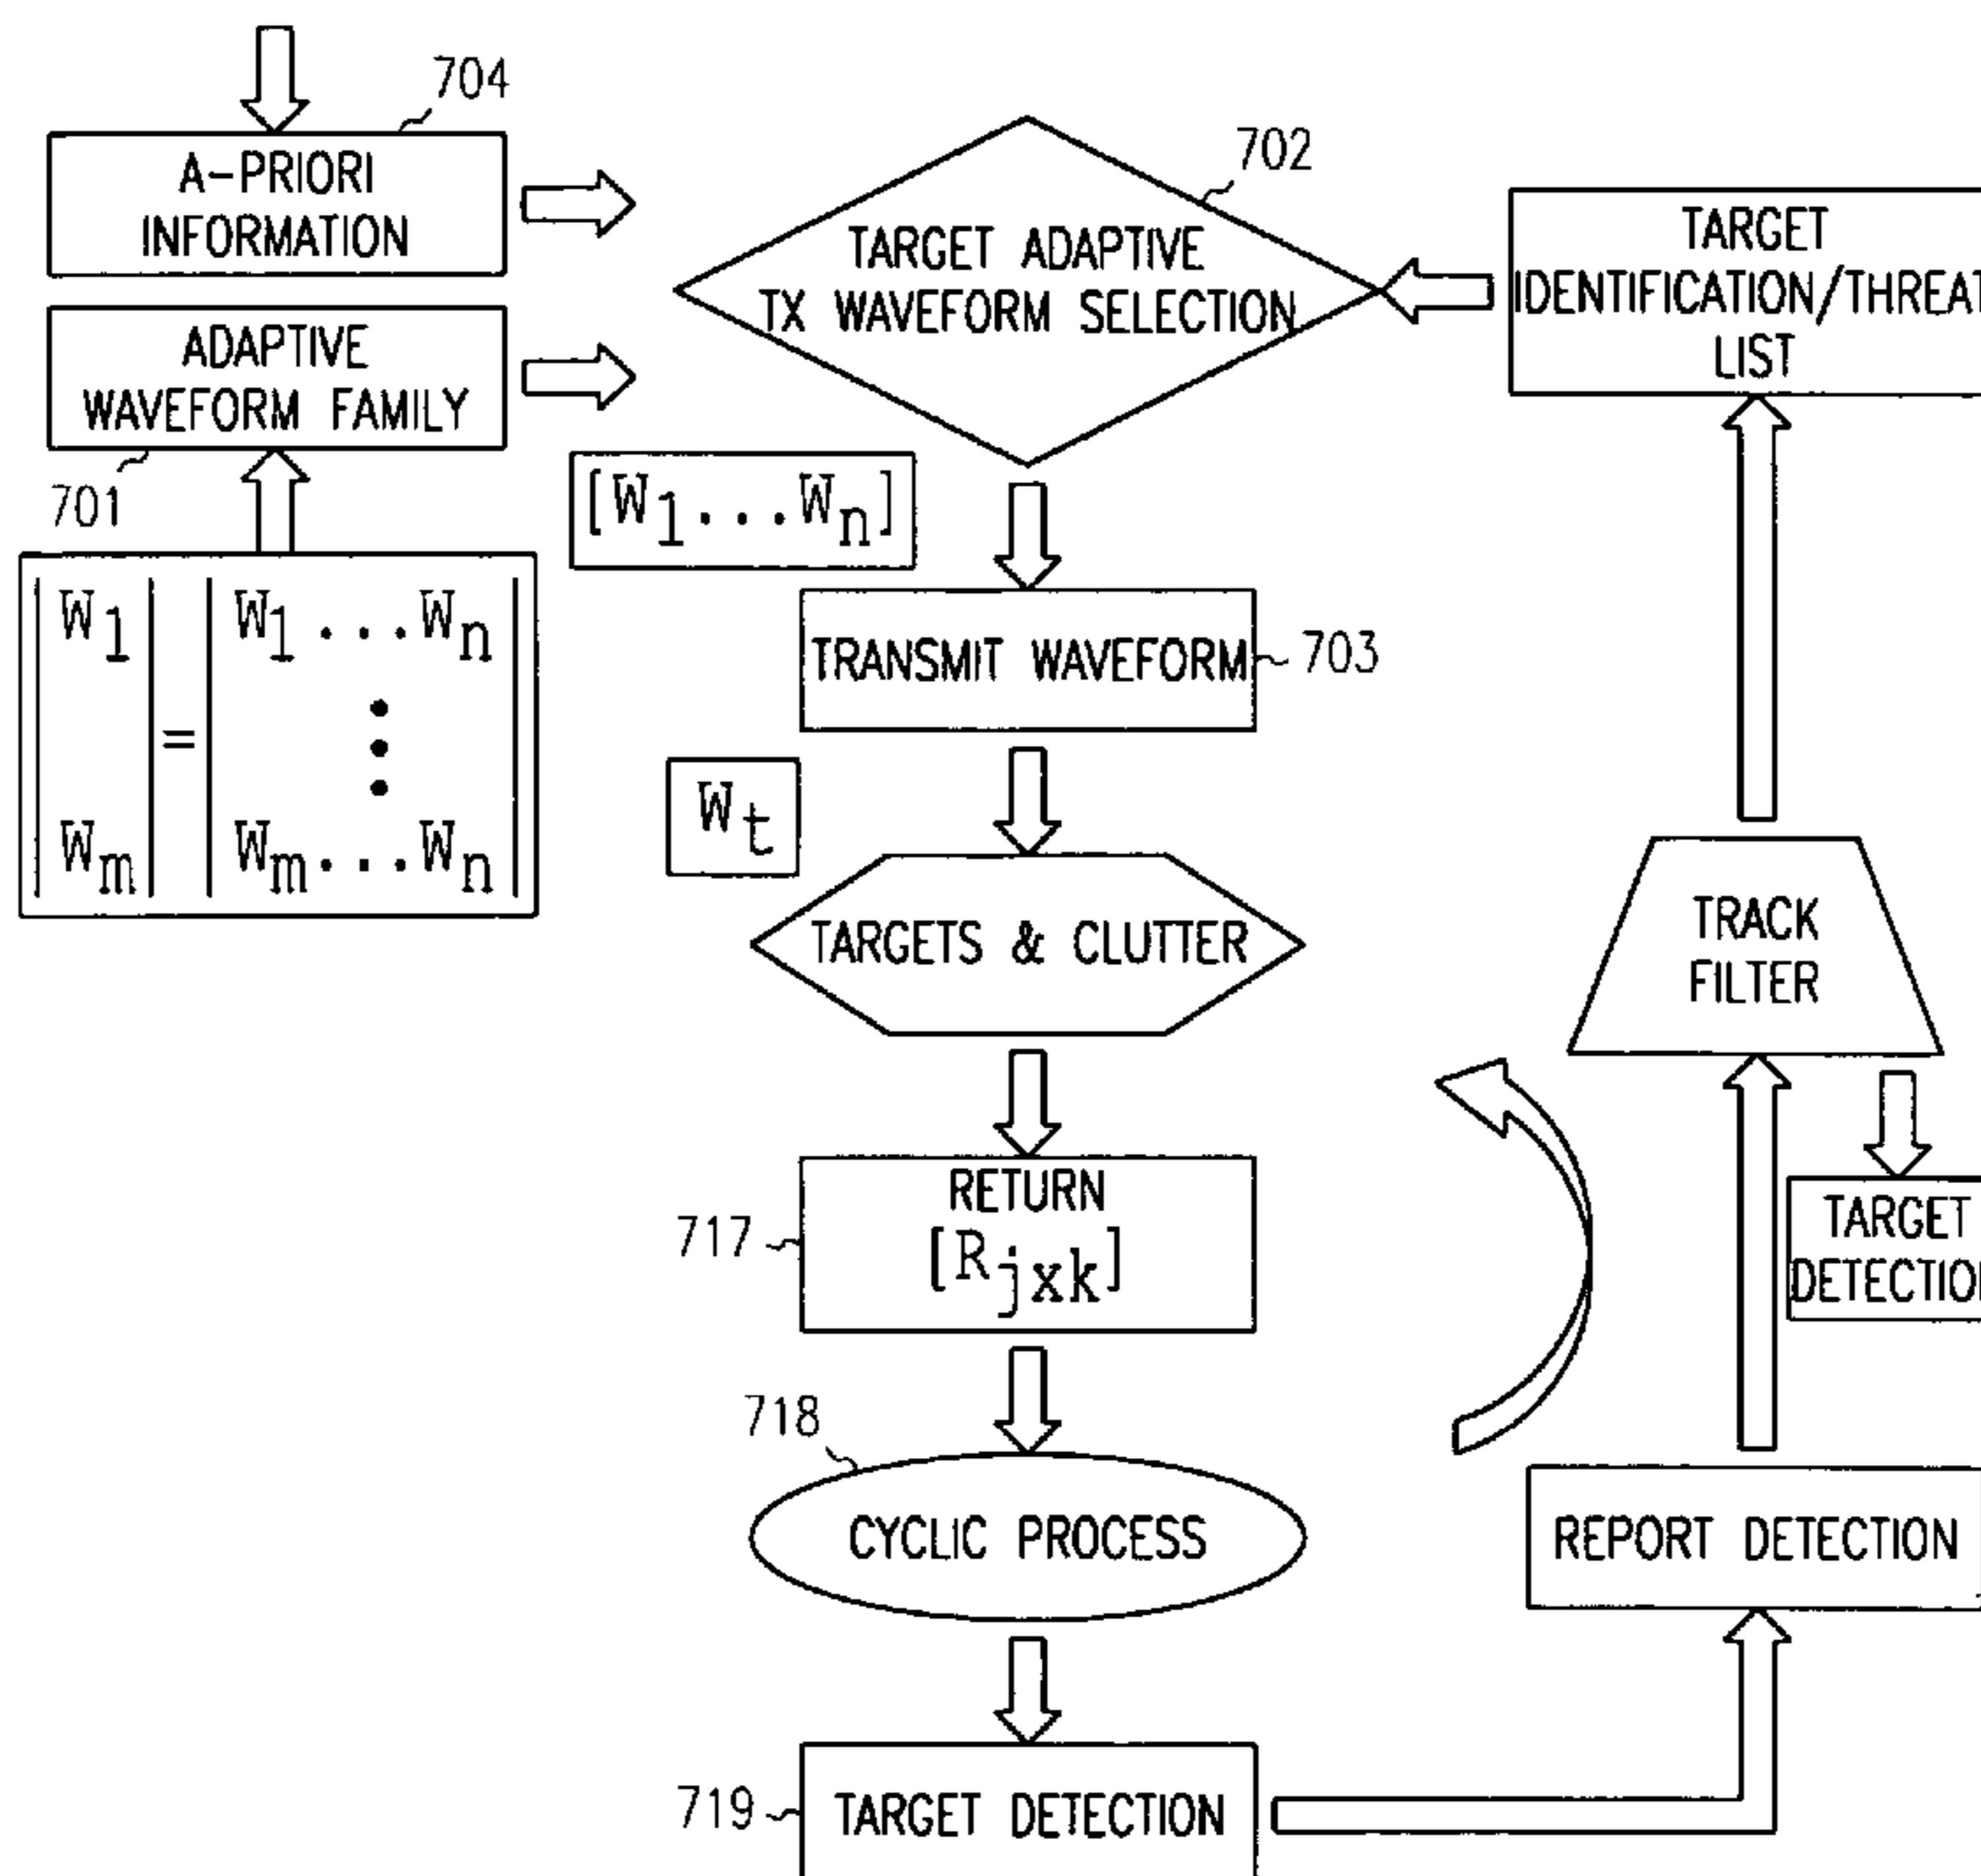 704
A-PRIORI
INFORMATION
702
TARGET ADAPTIVE
TX WAVEFORM SELECTION
TARGET
IDENTIFICATION/THREAT
LIST
ADAPTIVE
WAVEFORM FAMILY
701
[W1...Wn]
W1 = W1...Wn
Wm Wm...Wn
TRANSMIT WAVEFORM
703
Wt
TARGETS & CLUTTER
TRACK
FILTER
RETURN
[Rjxk]
717
TARGET
DETECTION
718
CYCLIC PROCESS
REPORT DETECTION
719
TARGET DETECTION